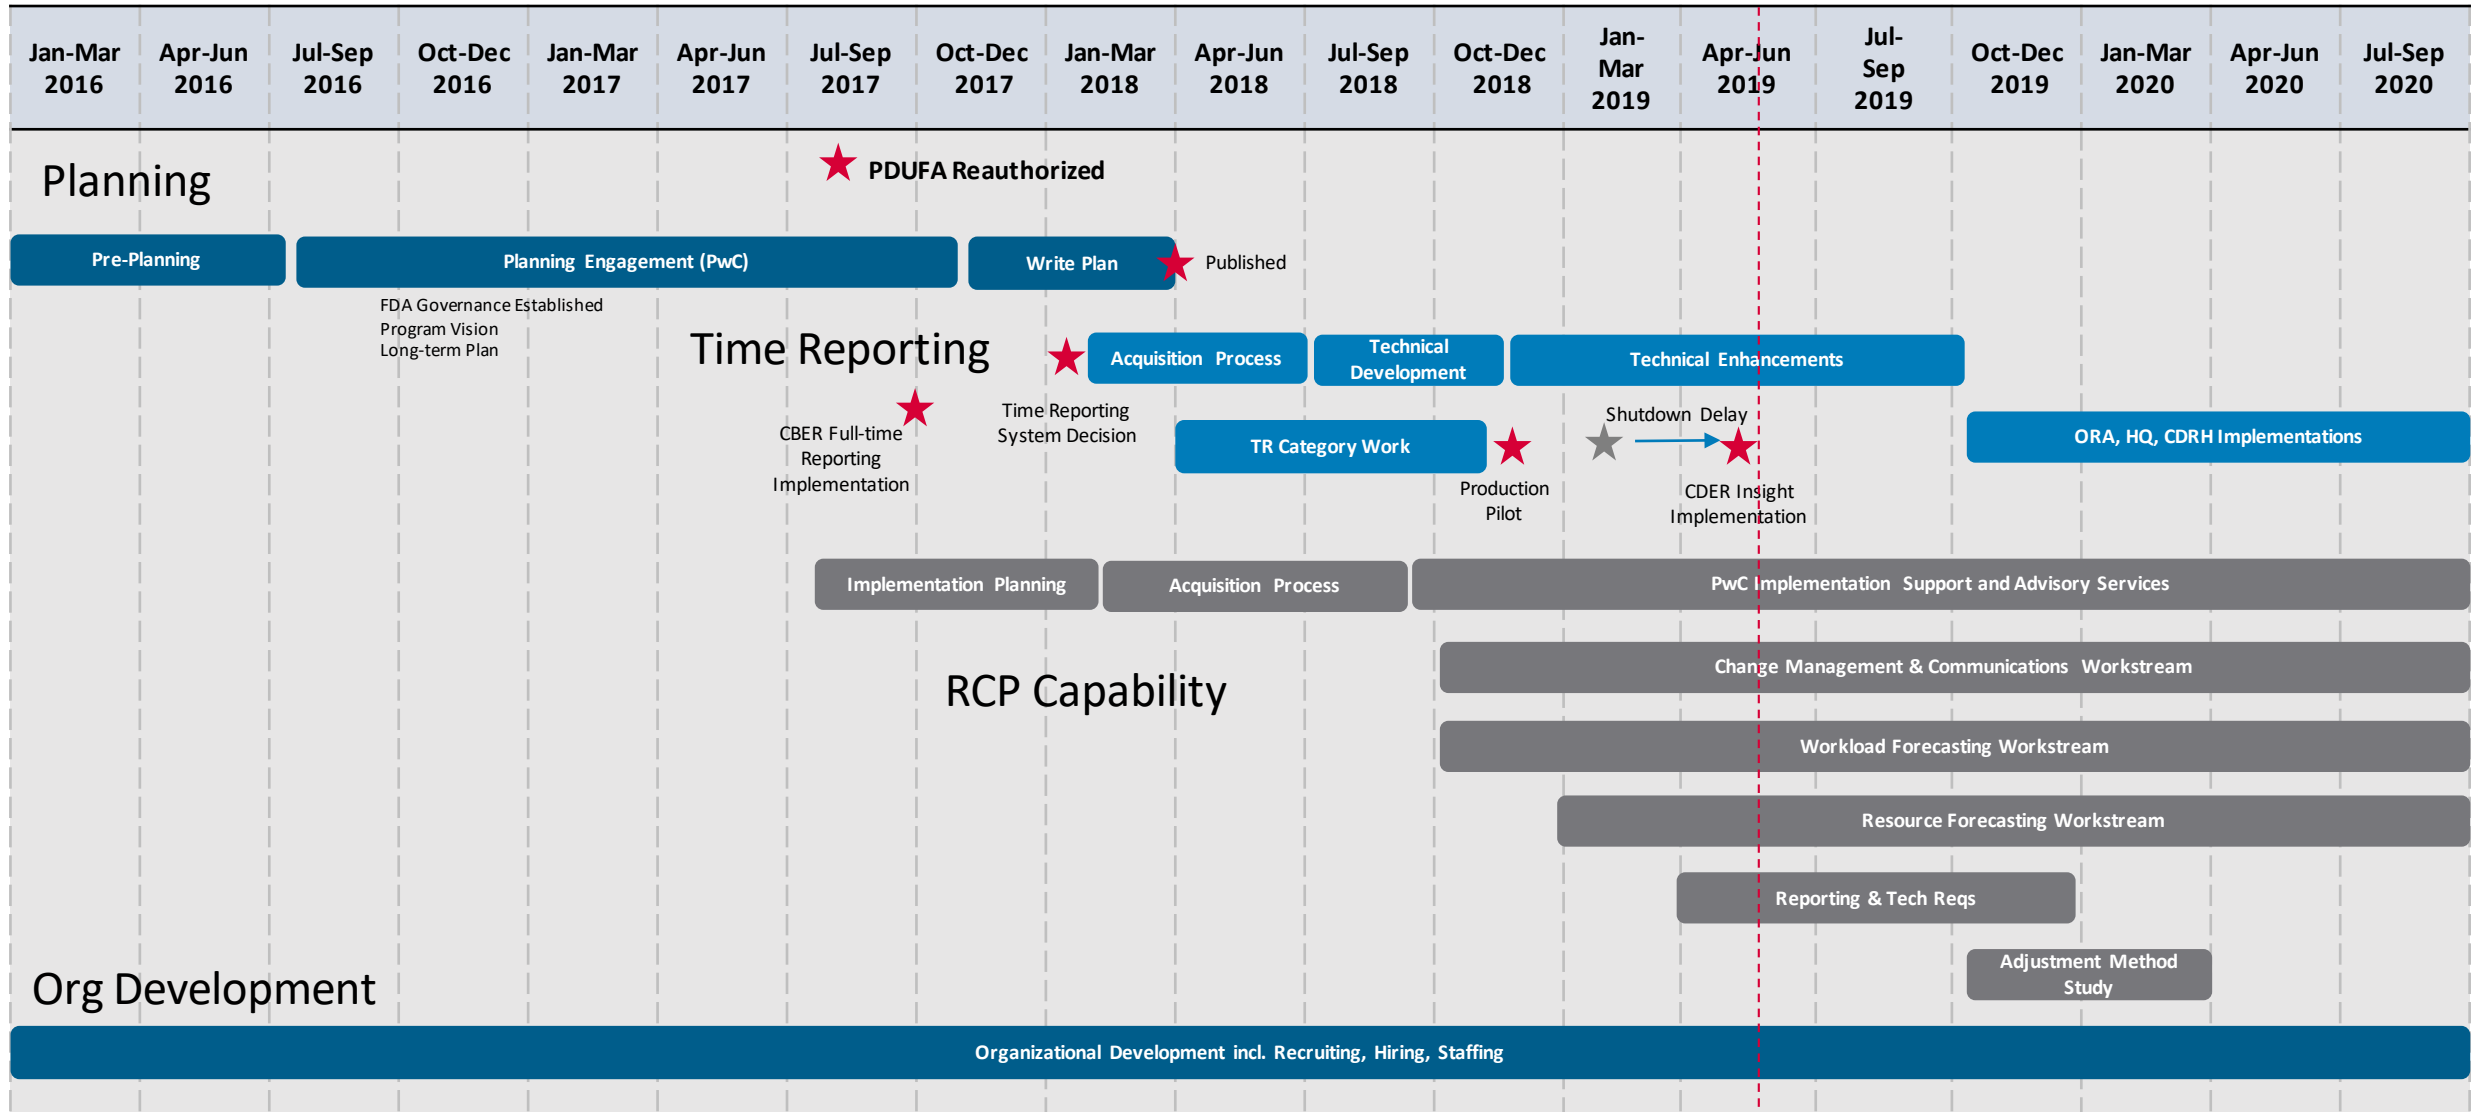 Jan-Mar
2016
Apr-Jun
2016
Jul-Sep
2016
Oct-Dec
2016
Jan-Mar
2017
Apr-Jun
2017
Jul-Sep
2017
Oct-Dec
2017
Jan-Mar
2018
Apr-Jun
2018
Jul-Sep
2018
Oct-Dec
2018
Jan-
Mar
2019
Apr-Jun
2019
Jul-
Sep
2019
Oct-Dec
2019
Jan-Mar
2020
Apr-Jun
2020
Jul-Sep
2020
Planning
PDUFA Reauthorized
Pre-Planning
Planning Engagement (PwC)
Write Plan
Published
FDA Governance Established
Program Vision
Long-term Plan
Time Reporting
Acquisition Process
Technical
Development
Technical Enhancements
CBER Full-time
Reporting
Implementation
Time Reporting
System Decision
TR Category Work
Production
Pilot
Shutdown Delay
CDER Insight
Implementation
ORA, HQ, CDRH Implementations
Implementation Planning
Acquisition Process
PwC Implementation Support and Advisory Services
RCP Capability
Change Management & Communications Workstream
Workload Forecasting Workstream
Resource Forecasting Workstream
Reporting & Tech Reqs
Adjustment Method
Study
Org Development
Organizational Development incl. Recruiting, Hiring, Staffing